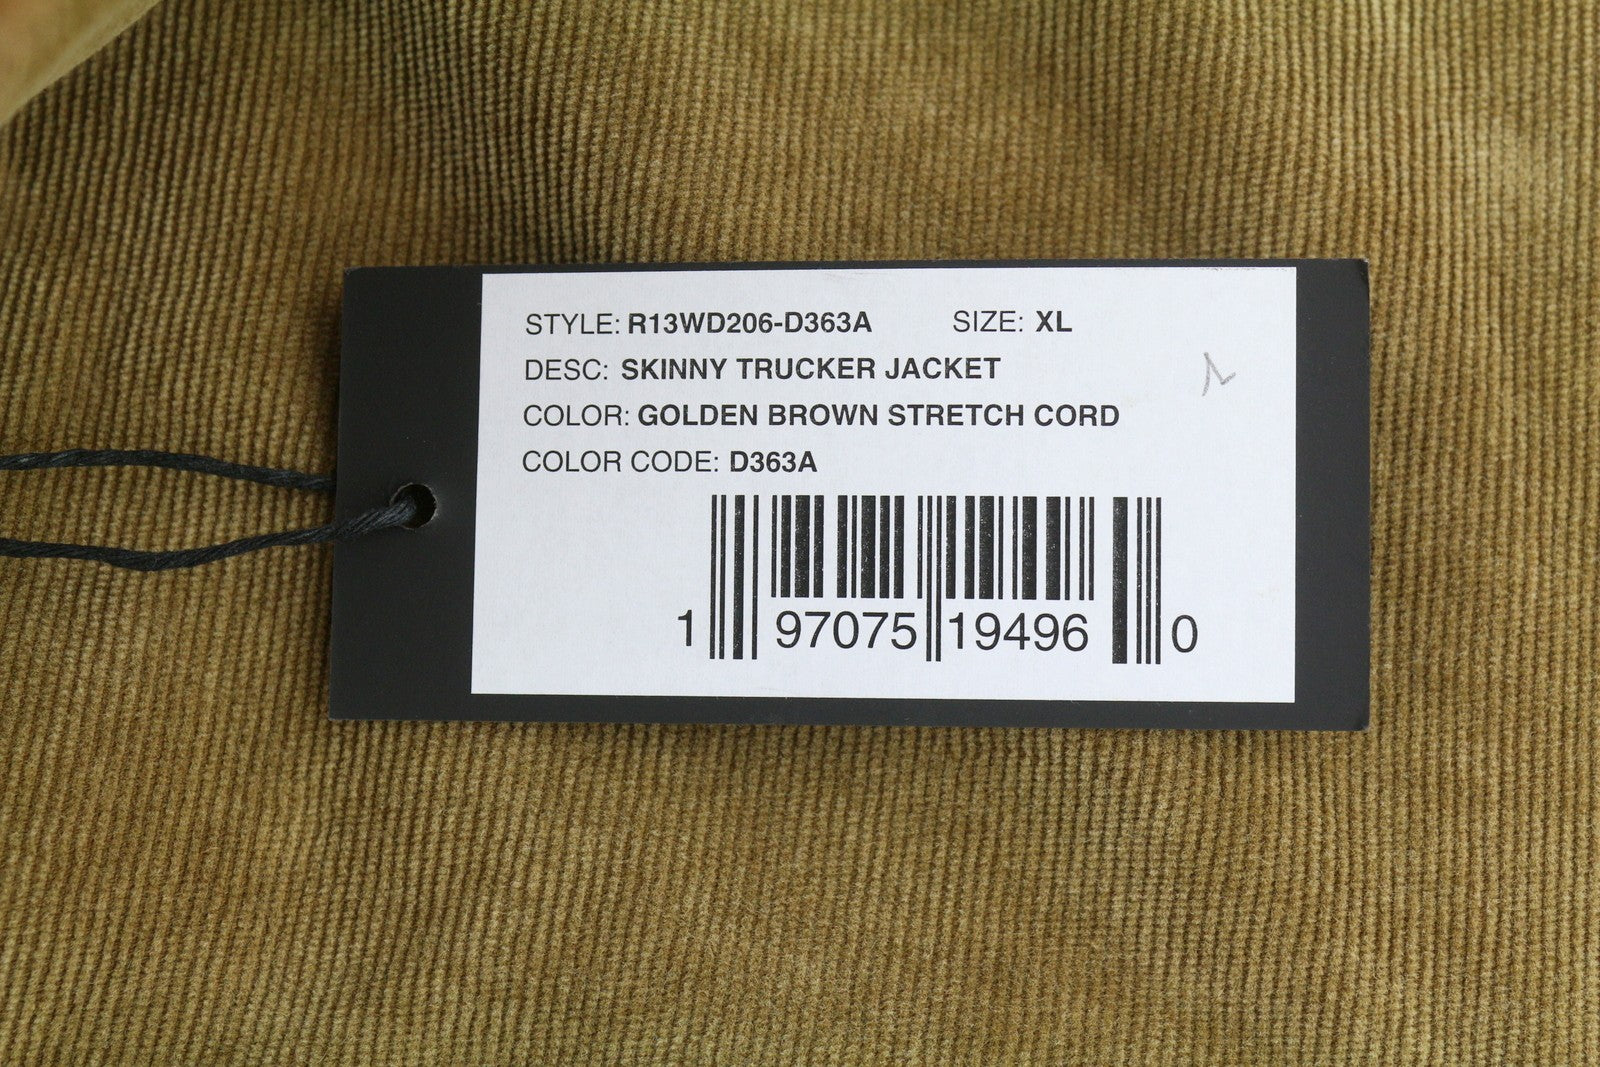 STYLE: R13WD206-D363A SIZE: XL
DESC: SKINNY TRUCKER JACKET
COLOR: GOLDEN BROWN STRETCH CORD
COLOR CODE: D363A
1 97075 19496 0